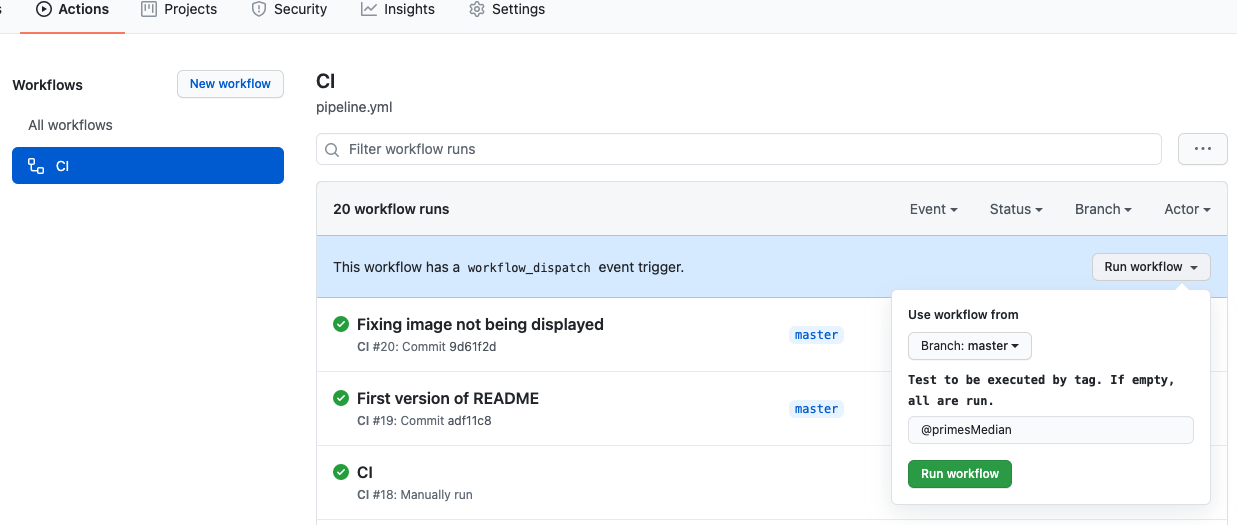 Actions Projects Security Insights Settings
Workflows
New workflow
All workflows
CI
CI
pipeline.yml
Filter workflow runs
20 workflow runs
Event Status Branch Actor
This workflow has a workflow_dispatch event trigger.
Run workflow
Fixing image not being displayed
CI #20: Commit 9d61f2d
master
First version of README
CI #19: Commit adf11c8
master
CI
CI #18: Manually run
Use workflow from
Branch: master
Test to be executed by tag. If empty,
all are run.
@primesMedian
Run workflow